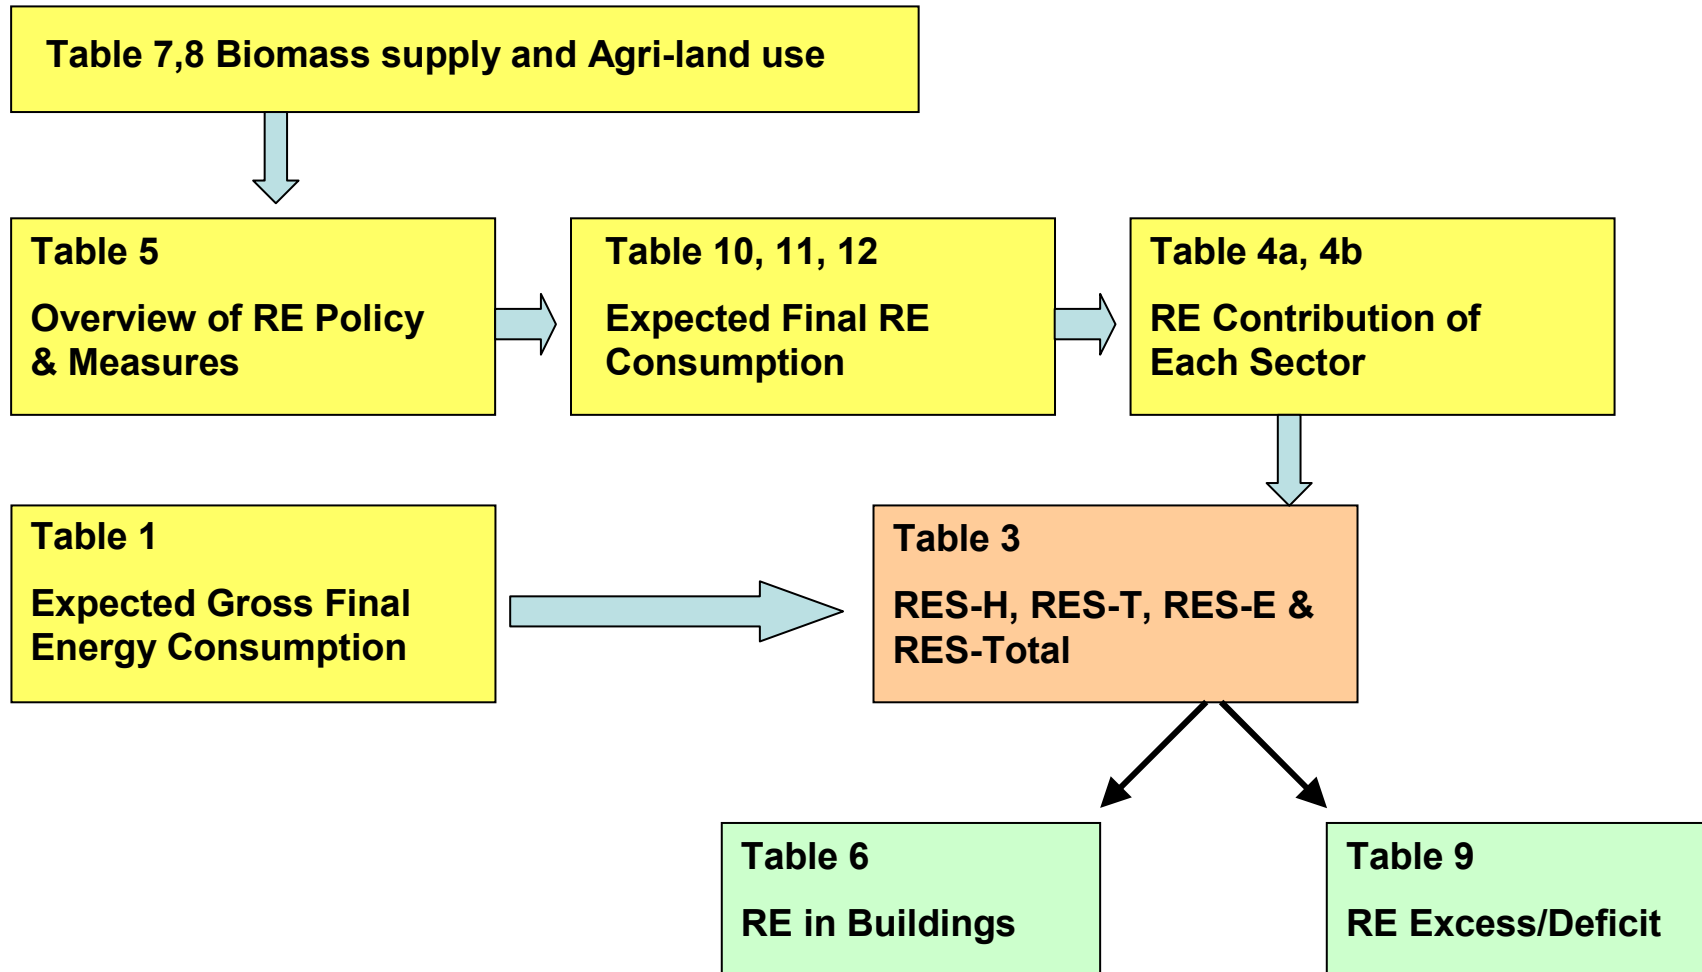 Table 7,8 Biomass supply and Agri-land use
Table 5
Overview of RE Policy
& Measures
Table 10, 11, 12
Expected Final RE
Consumption
Table 4a, 4b
RE Contribution of
Each Sector
Table 1
Expected Gross Final
Energy Consumption
Table 3
RES-H, RES-T, RES-E &
RES-Total
Table 6
RE in Buildings
Table 9
RE Excess/Deficit